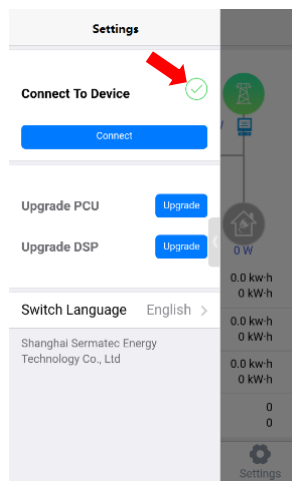 Settings
Connect To Device
Connect
Upgrade PCU Upgrade
Upgrade DSP Upgrade
Switch Language English >
Shanghai Sermatec Energy
Technology Co., Ltd
0 W
0.0 kw·h
0 kW·h
0.0 kw·h
0 kW·h
0.0 kw·h
0 kW·h
0
0
Settings